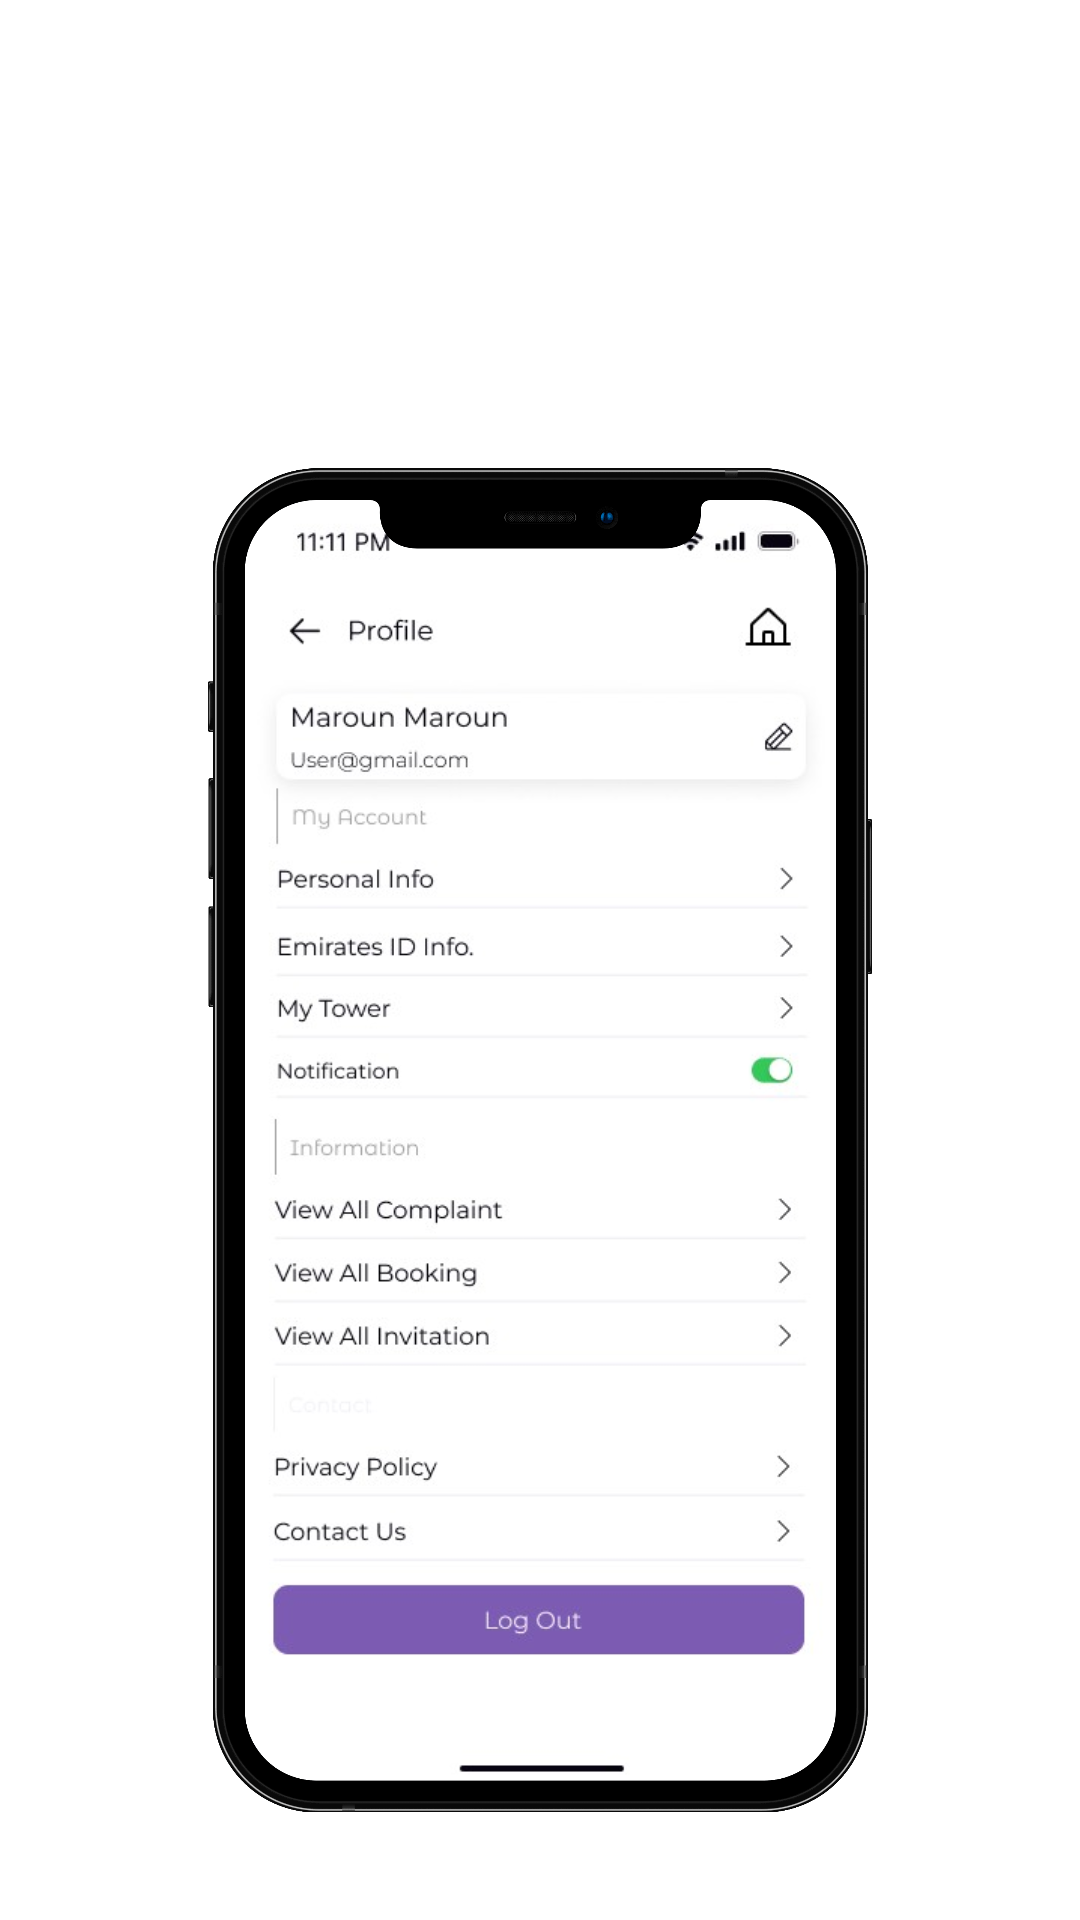 11:11 PM
Profile
Maroun Maroun
User@gmail.com
My Account
Personal Info
Emirates ID Info.
My Tower
Notification
Information
View All Complaint
View All Booking
View All Invitation
Contact
Privacy Policy
Contact Us
Log Out